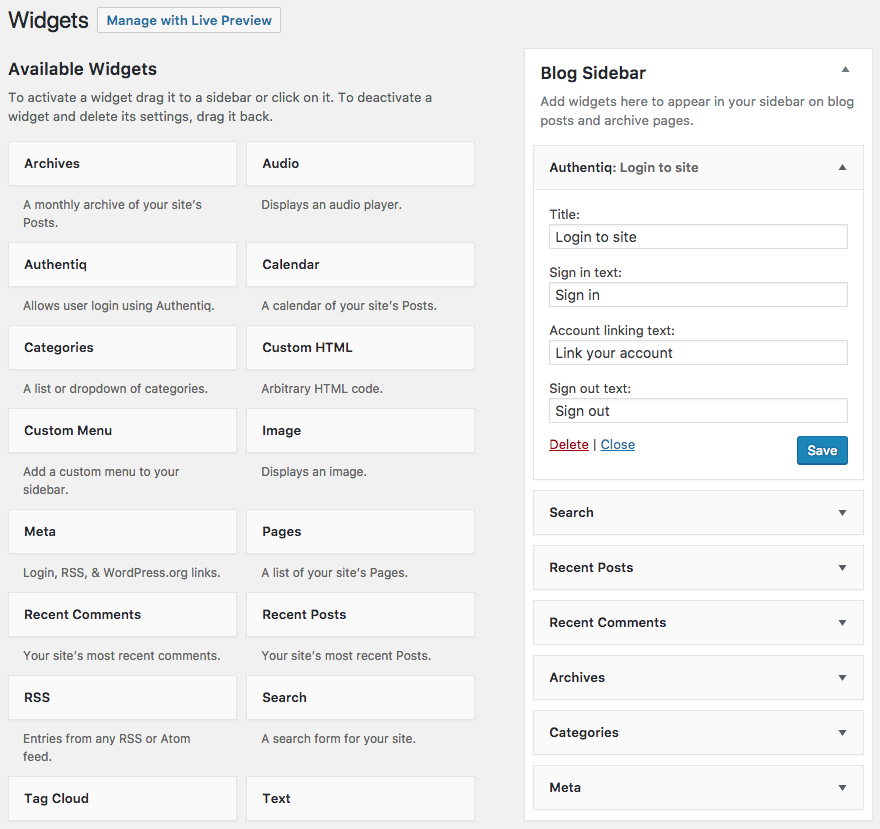 Widgets
Manage with Live Preview
Available Widgets
To activate a widget drag it to a sidebar or click on it. To deactivate a
widget and delete its settings, drag it back.
Archives
Audio
A monthly archive of your site’s
Posts.
Displays an audio player.
Authentiq
Calendar
Allows user login using Authentiq.
A calendar of your site’s Posts.
Categories
Custom HTML
A list or dropdown of categories.
Arbitrary HTML code.
Custom Menu
Image
Add a custom menu to your
sidebar.
Displays an image.
Meta
Pages
Login, RSS, & WordPress.org links.
A list of your site’s Pages.
Recent Comments
Recent Posts
Your site’s most recent comments.
Your site’s most recent Posts.
RSS
Search
Entries from any RSS or Atom
feed.
A search form for your site.
Tag Cloud
Text
Blog Sidebar
Add widgets here to appear in your sidebar on blog
posts and archive pages.
Authentiq: Login to site
Title:
Login to site
Sign in text:
Sign in
Account linking text:
Link your account
Sign out text:
Sign out
Delete | Close
Save
Search
Recent Posts
Recent Comments
Archives
Categories
Meta